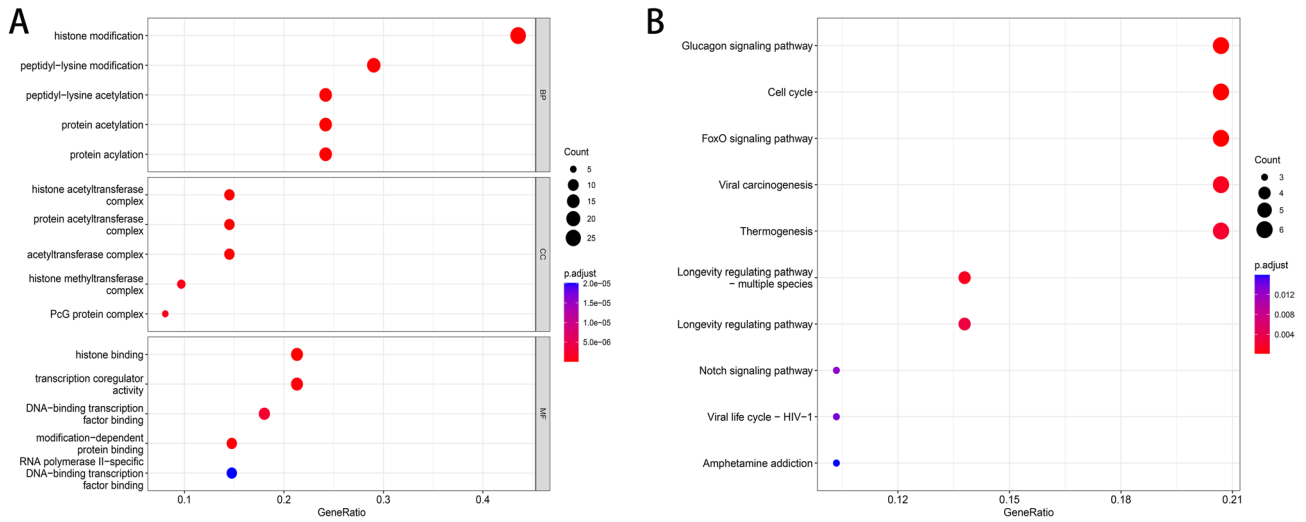 A
histone modification
peptidyl−lysine modification
peptidyl−lysine acetylation
protein acetylation
protein acylation
BP
histone acetyltransferase
complex
protein acetyltransferase
complex
acetyltransferase complex
histone methyltransferase
complex
PcG protein complex
CC
histone binding
transcription coregulator
activity
DNA−binding transcription
factor binding
modification−dependent
protein binding
RNA polymerase II−specific
DNA−binding transcription
factor binding
MF
0.1
0.2
0.3
0.4
GeneRatio
Count
5
10
15
20
25
p.adjust
2.0e−05
1.5e−05
1.0e−05
5.0e−06
B
Glucagon signaling pathway
Cell cycle
FoxO signaling pathway
Viral carcinogenesis
Thermogenesis
Longevity regulating pathway
− multiple species
Longevity regulating pathway
Notch signaling pathway
Viral life cycle − HIV−1
Amphetamine addiction
0.12
0.15
0.18
0.21
GeneRatio
Count
3
4
5
6
p.adjust
0.012
0.008
0.004